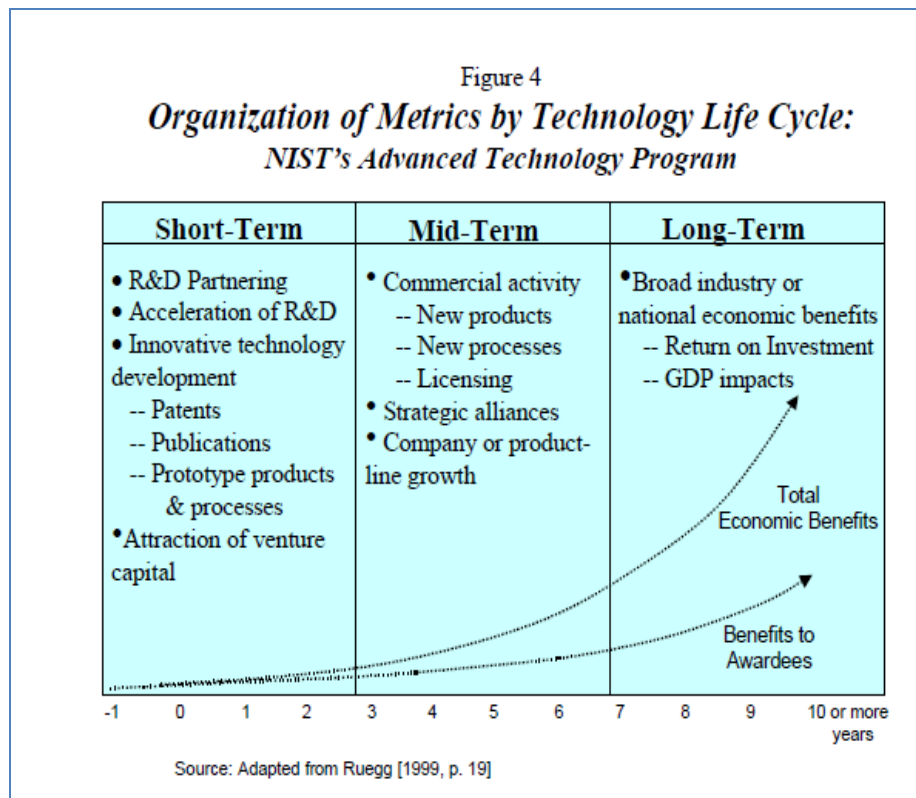 Figure 4
Organization of Metrics by Technology Life Cycle:
NIST's Advanced Technology Program
Short-Term
• R&D Partnering
• Acceleration of R&D
• Innovative technology
development
-- Patents
-- Publications
-- Prototype products
& processes
•Attraction of venture
capital
Mid-Term
• Commercial activity
-- New products
-- New processes
-- Licensing
• Strategic alliances
• Company or product-
line growth
Long-Term
•Broad industry or
national economic benefits
-- Return on Investment
-- GDP impacts
Total
Economic Benefits
Benefits to
Awardees
-1 0 1 2 3 4 5 6 7 8 9 10 or more
years
Source: Adapted from Ruegg [1999, p. 19]